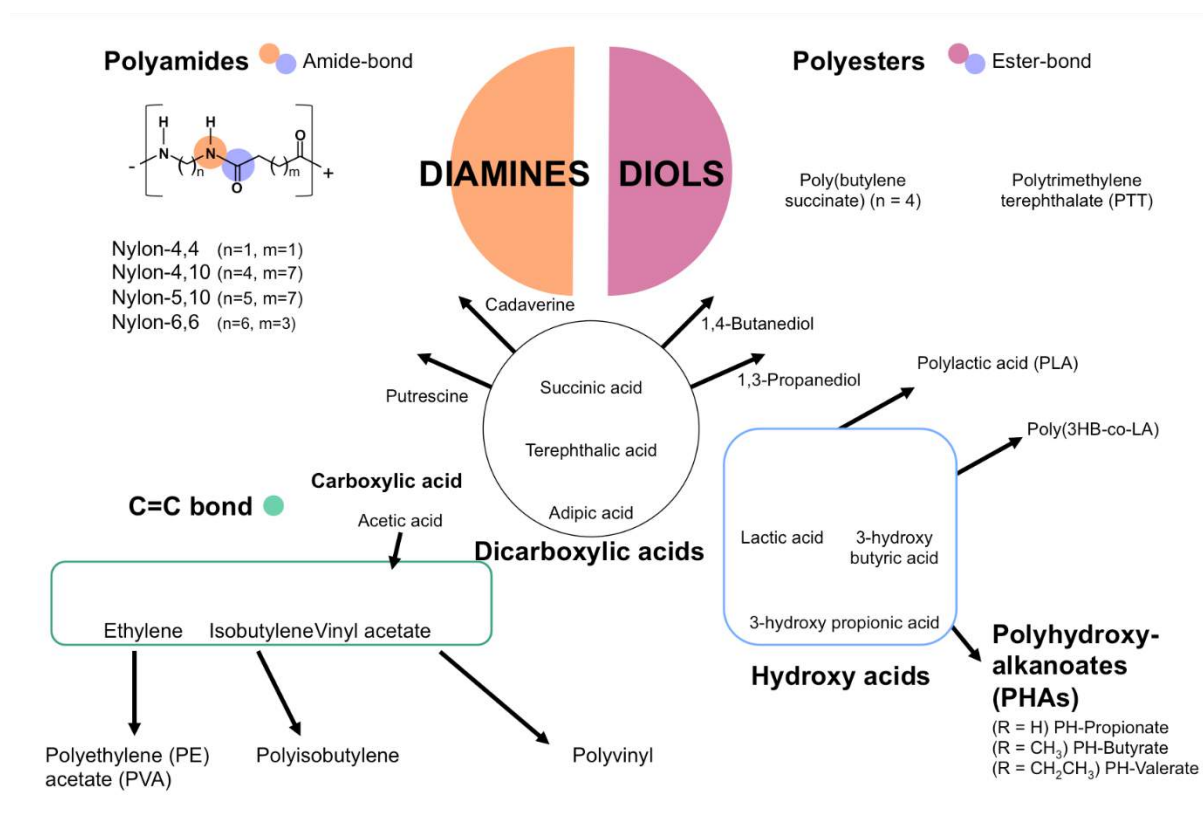 Polyamides
Amide-bond
H
H
O
N
N
n
m
-
+
O
Nylon-4,4 (n=1, m=1)
Nylon-4,10 (n=4, m=7)
Nylon-5,10 (n=5, m=7)
Nylon-6,6 (n=6, m=3)
DIAMINES
DIOLS
Polyesters
Ester-bond
Poly(butylene
succinate) (n = 4)
Polytrimethylene
terephthalate (PTT)
Cadaverine
Putrescine
1,4-Butanediol
1,3-Propanediol
Succinic acid
Terephthalic acid
Adipic acid
Dicarboxylic acids
Polylactic acid (PLA)
Poly(3HB-co-LA)
Lactic acid
3-hydroxy
butyric acid
3-hydroxy propionic acid
Hydroxy acids
Polyhydroxy-
alkanoates
(PHAs)
(R = H) PH-Propionate
(R = CH3) PH-Butyrate
(R = CH2CH3) PH-Valerate
C=C bond
Carboxylic acid
Acetic acid
Ethylene
Isobutylene
Vinyl acetate
Polyethylene (PE)
acetate (PVA)
Polyisobutylene
Polyvinyl